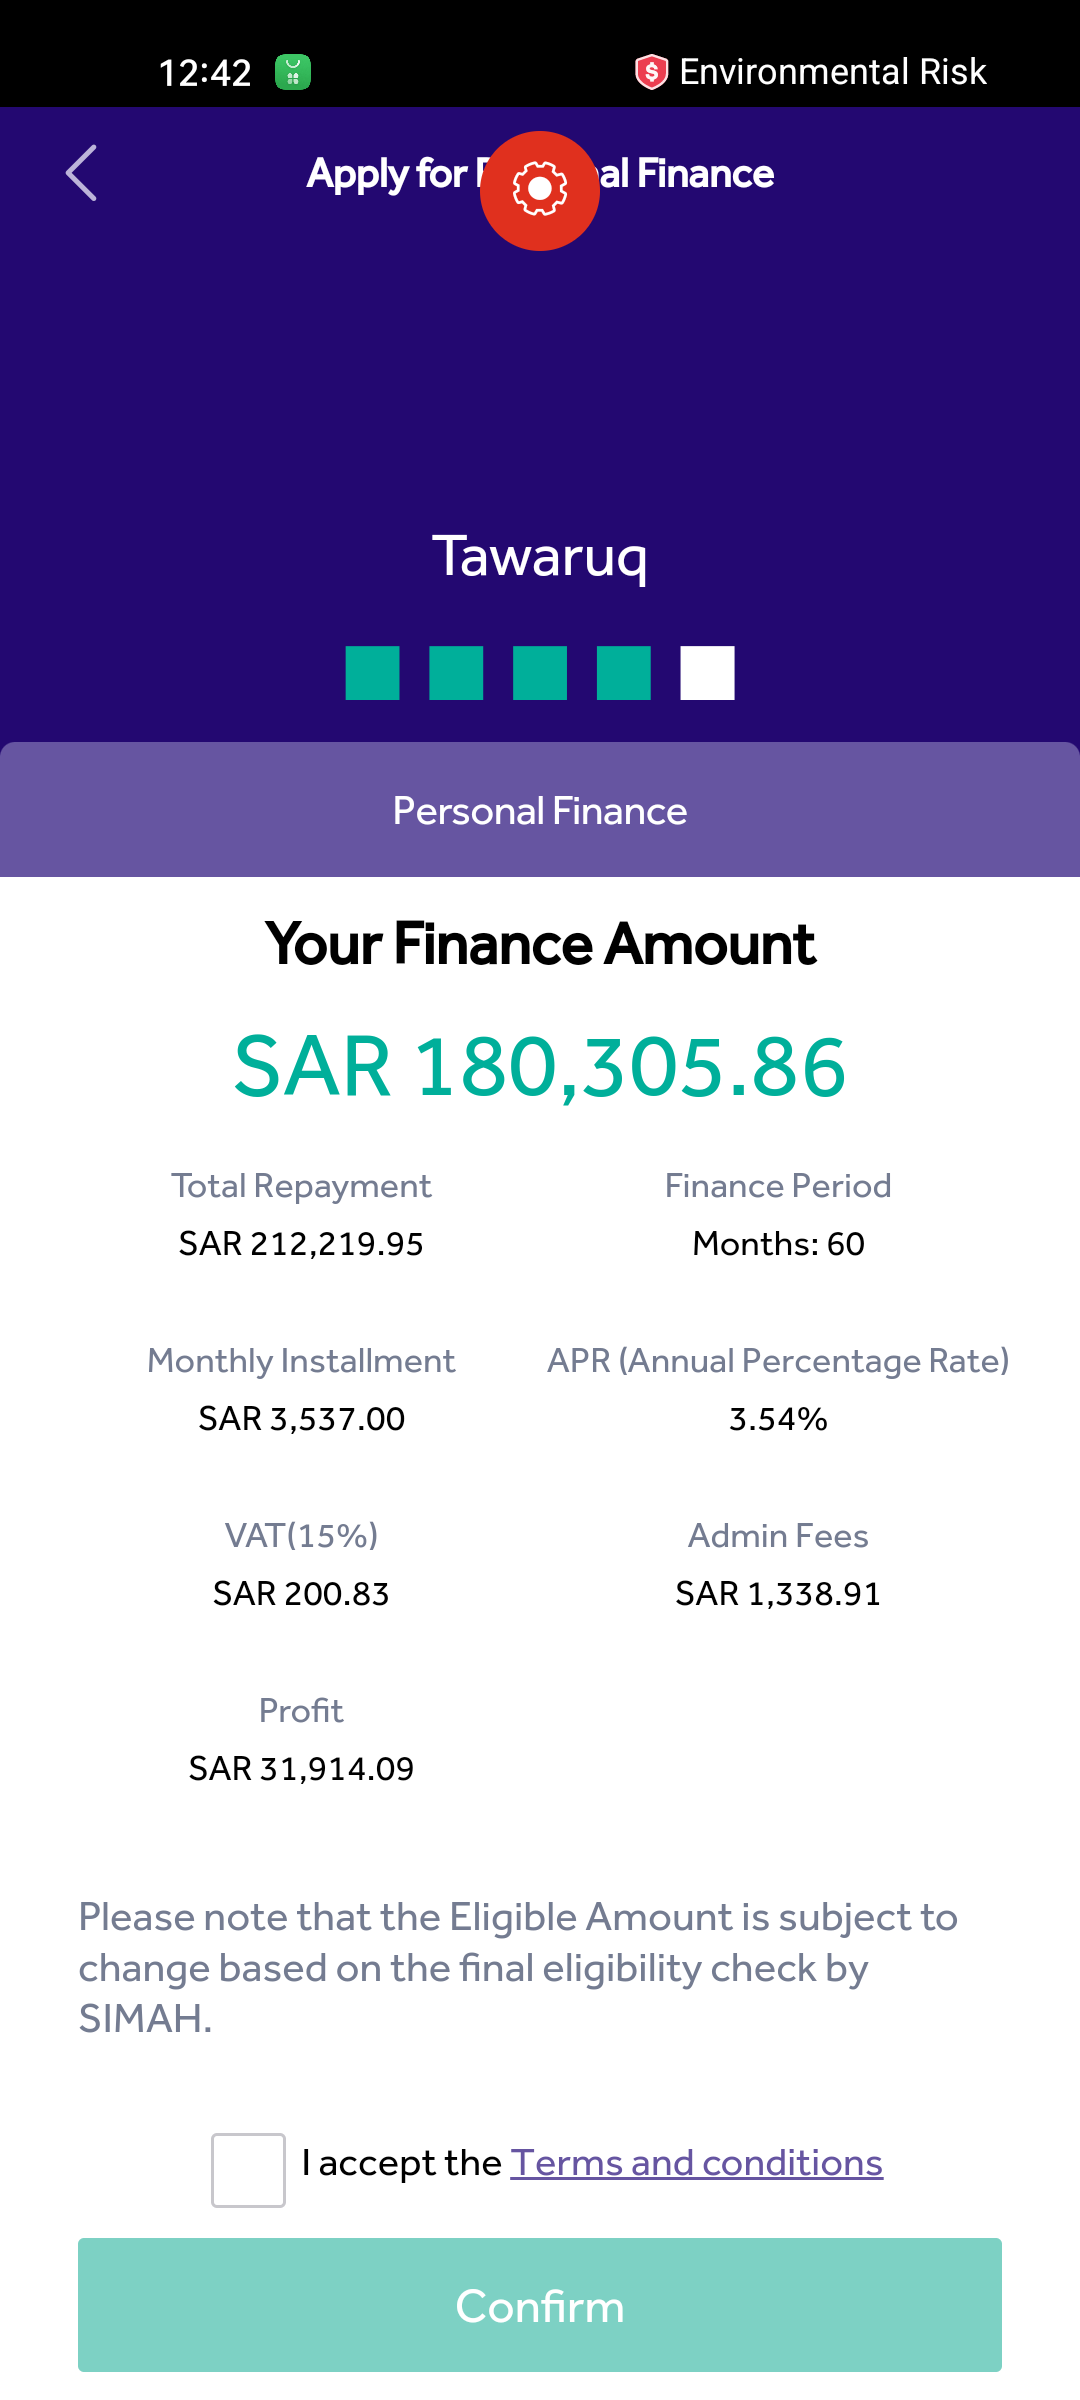 12:42
Environmental Risk
Apply for al Finance
Tawaruq
Personal Finance
Your Finance Amount
SAR 180,305.86
Total Repayment
Finance Period
SAR 212,219.95
Months: 60
Monthly Installment
APR (Annual Percentage Rate)
SAR 3,537.00
3.54%
VAT(15%)
Admin Fees
SAR 200.83
SAR 1,338.91
Profit
SAR 31,914.09
Please note that the Eligible Amount is subject to
change based on the final eligibility check by
SIMAH.
I accept the Terms and conditions
Confirm